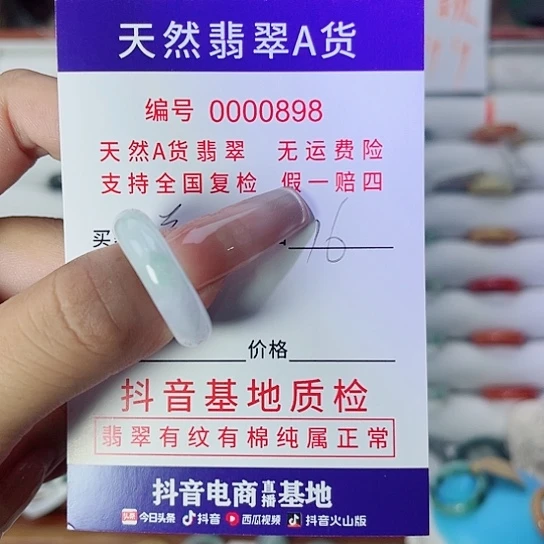 天然翡翠A货
编号 0000898
天然A货翡翠 无运费险
支持全国复检 假一赔四
买
16
价格
抖音基地质检
翡翠有纹有棉纯属正常
抖音电商直播基地
头条 今日头条 抖音 西瓜视频 抖音火山版